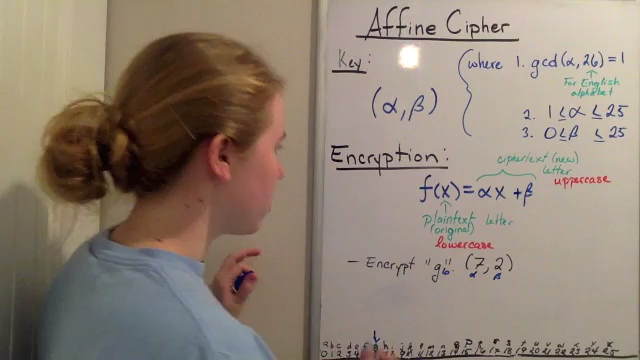 Affine Cipher
Key: where 1. gcd(α, 26) = 1
For English
alphabet
(α, β)
2. 1 ≤ α ≤ 25
3. 0 ≤ β ≤ 25
Encryption:
ciphertext (new)
letter
uppercase
f(x) = αx + β
Plaintext letter
(original)
lowercase
- Encrypt "g": (7, 2)
6 α β